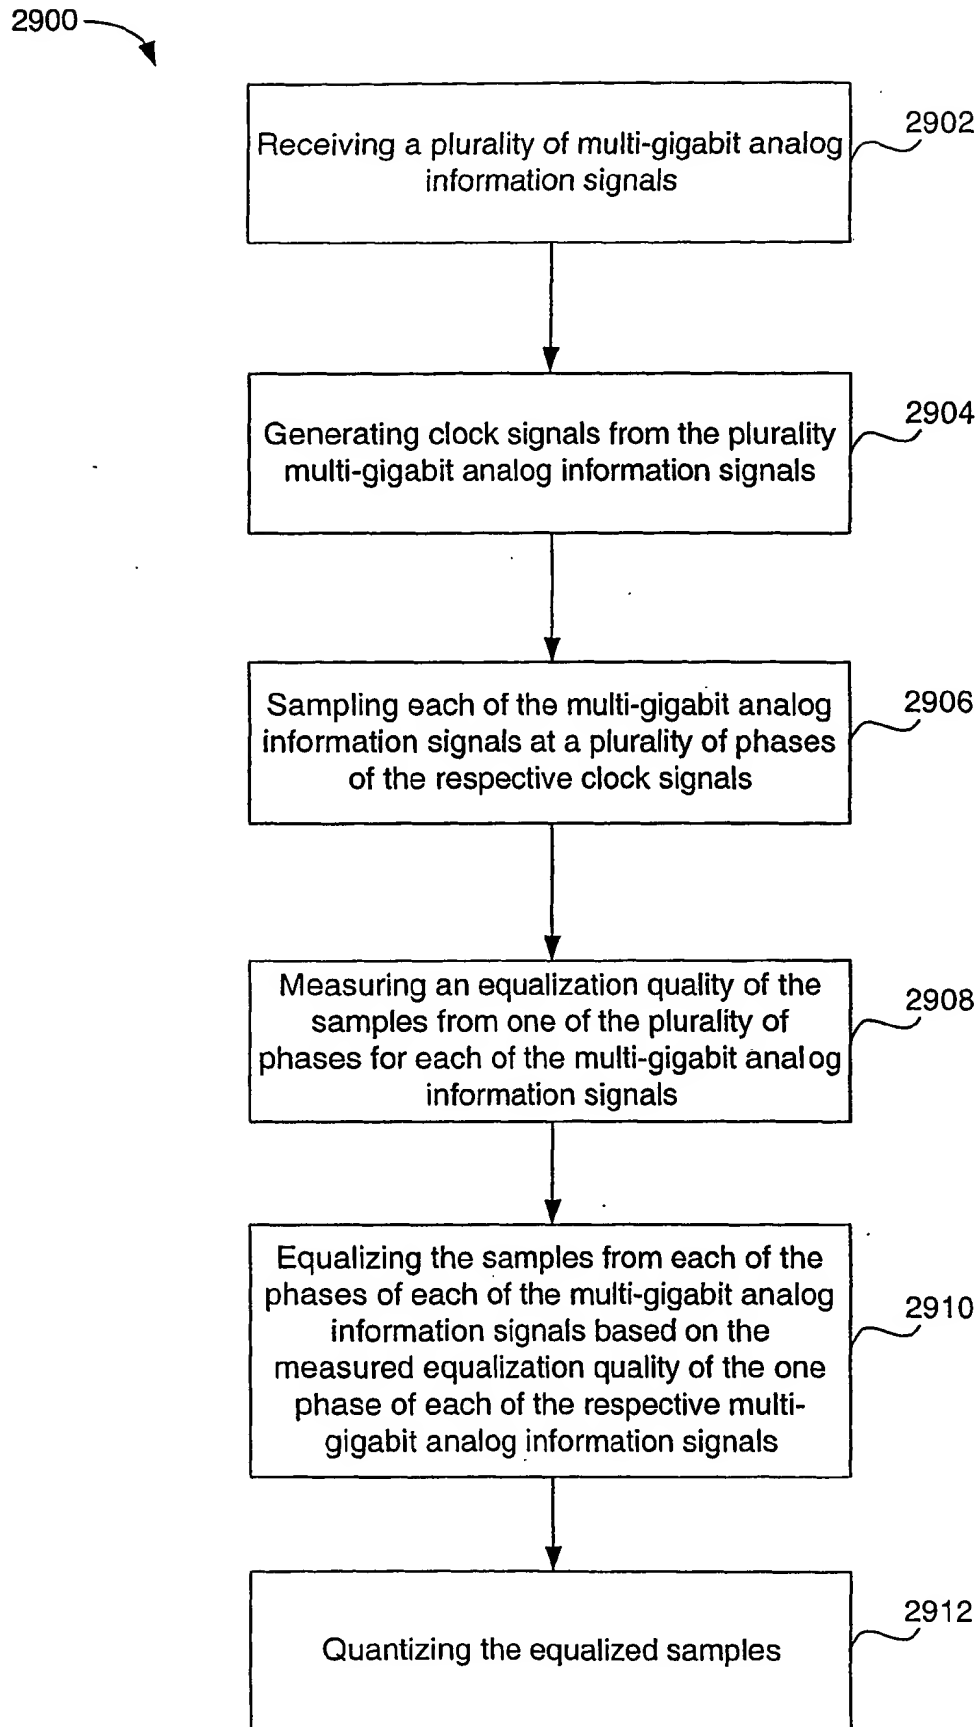 2900
2902
Receiving a plurality of multi-gigabit analog
information signals
2904
Generating clock signals from the plurality
multi-gigabit analog information signals
2906
Sampling each of the multi-gigabit analog
information signals at a plurality of phases
of the respective clock signals
2908
Measuring an equalization quality of the
samples from one of the plurality of
phases for each of the multi-gigabit analog
information signals
2910
Equalizing the samples from each of the
phases of each of the multi-gigabit analog
information signals based on the
measured equalization quality of the one
phase of each of the respective multi-
gigabit analog information signals
2912
Quantizing the equalized samples